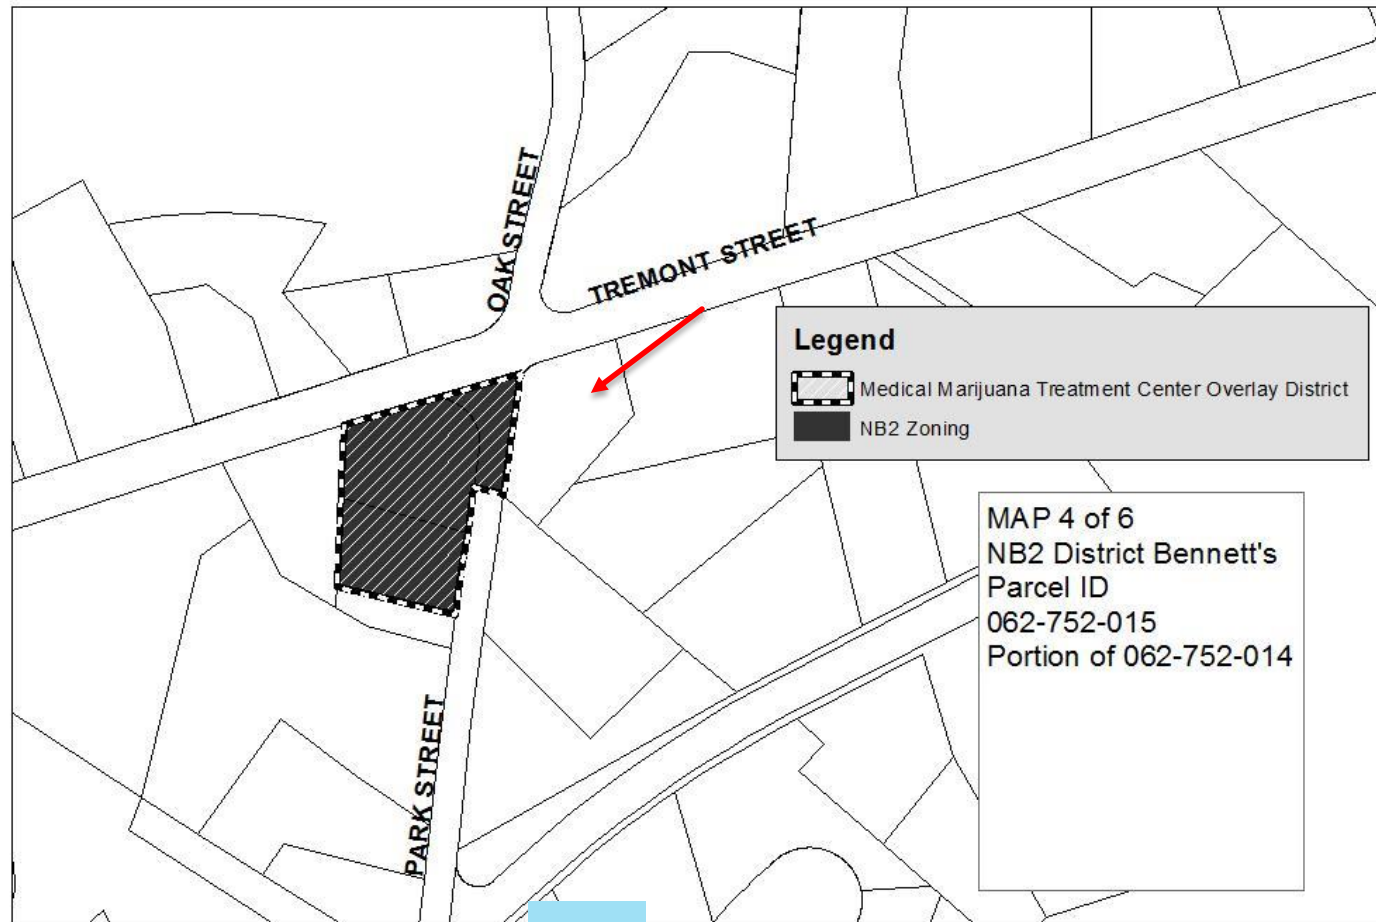 OAK STREET
TREMONT STREET
Legend
Medical Marijuana Treatment Center Overlay District
NB2 Zoning
MAP 4 of 6
NB2 District Bennett's
Parcel ID
062-752-015
Portion of 062-752-014
PARK STREET